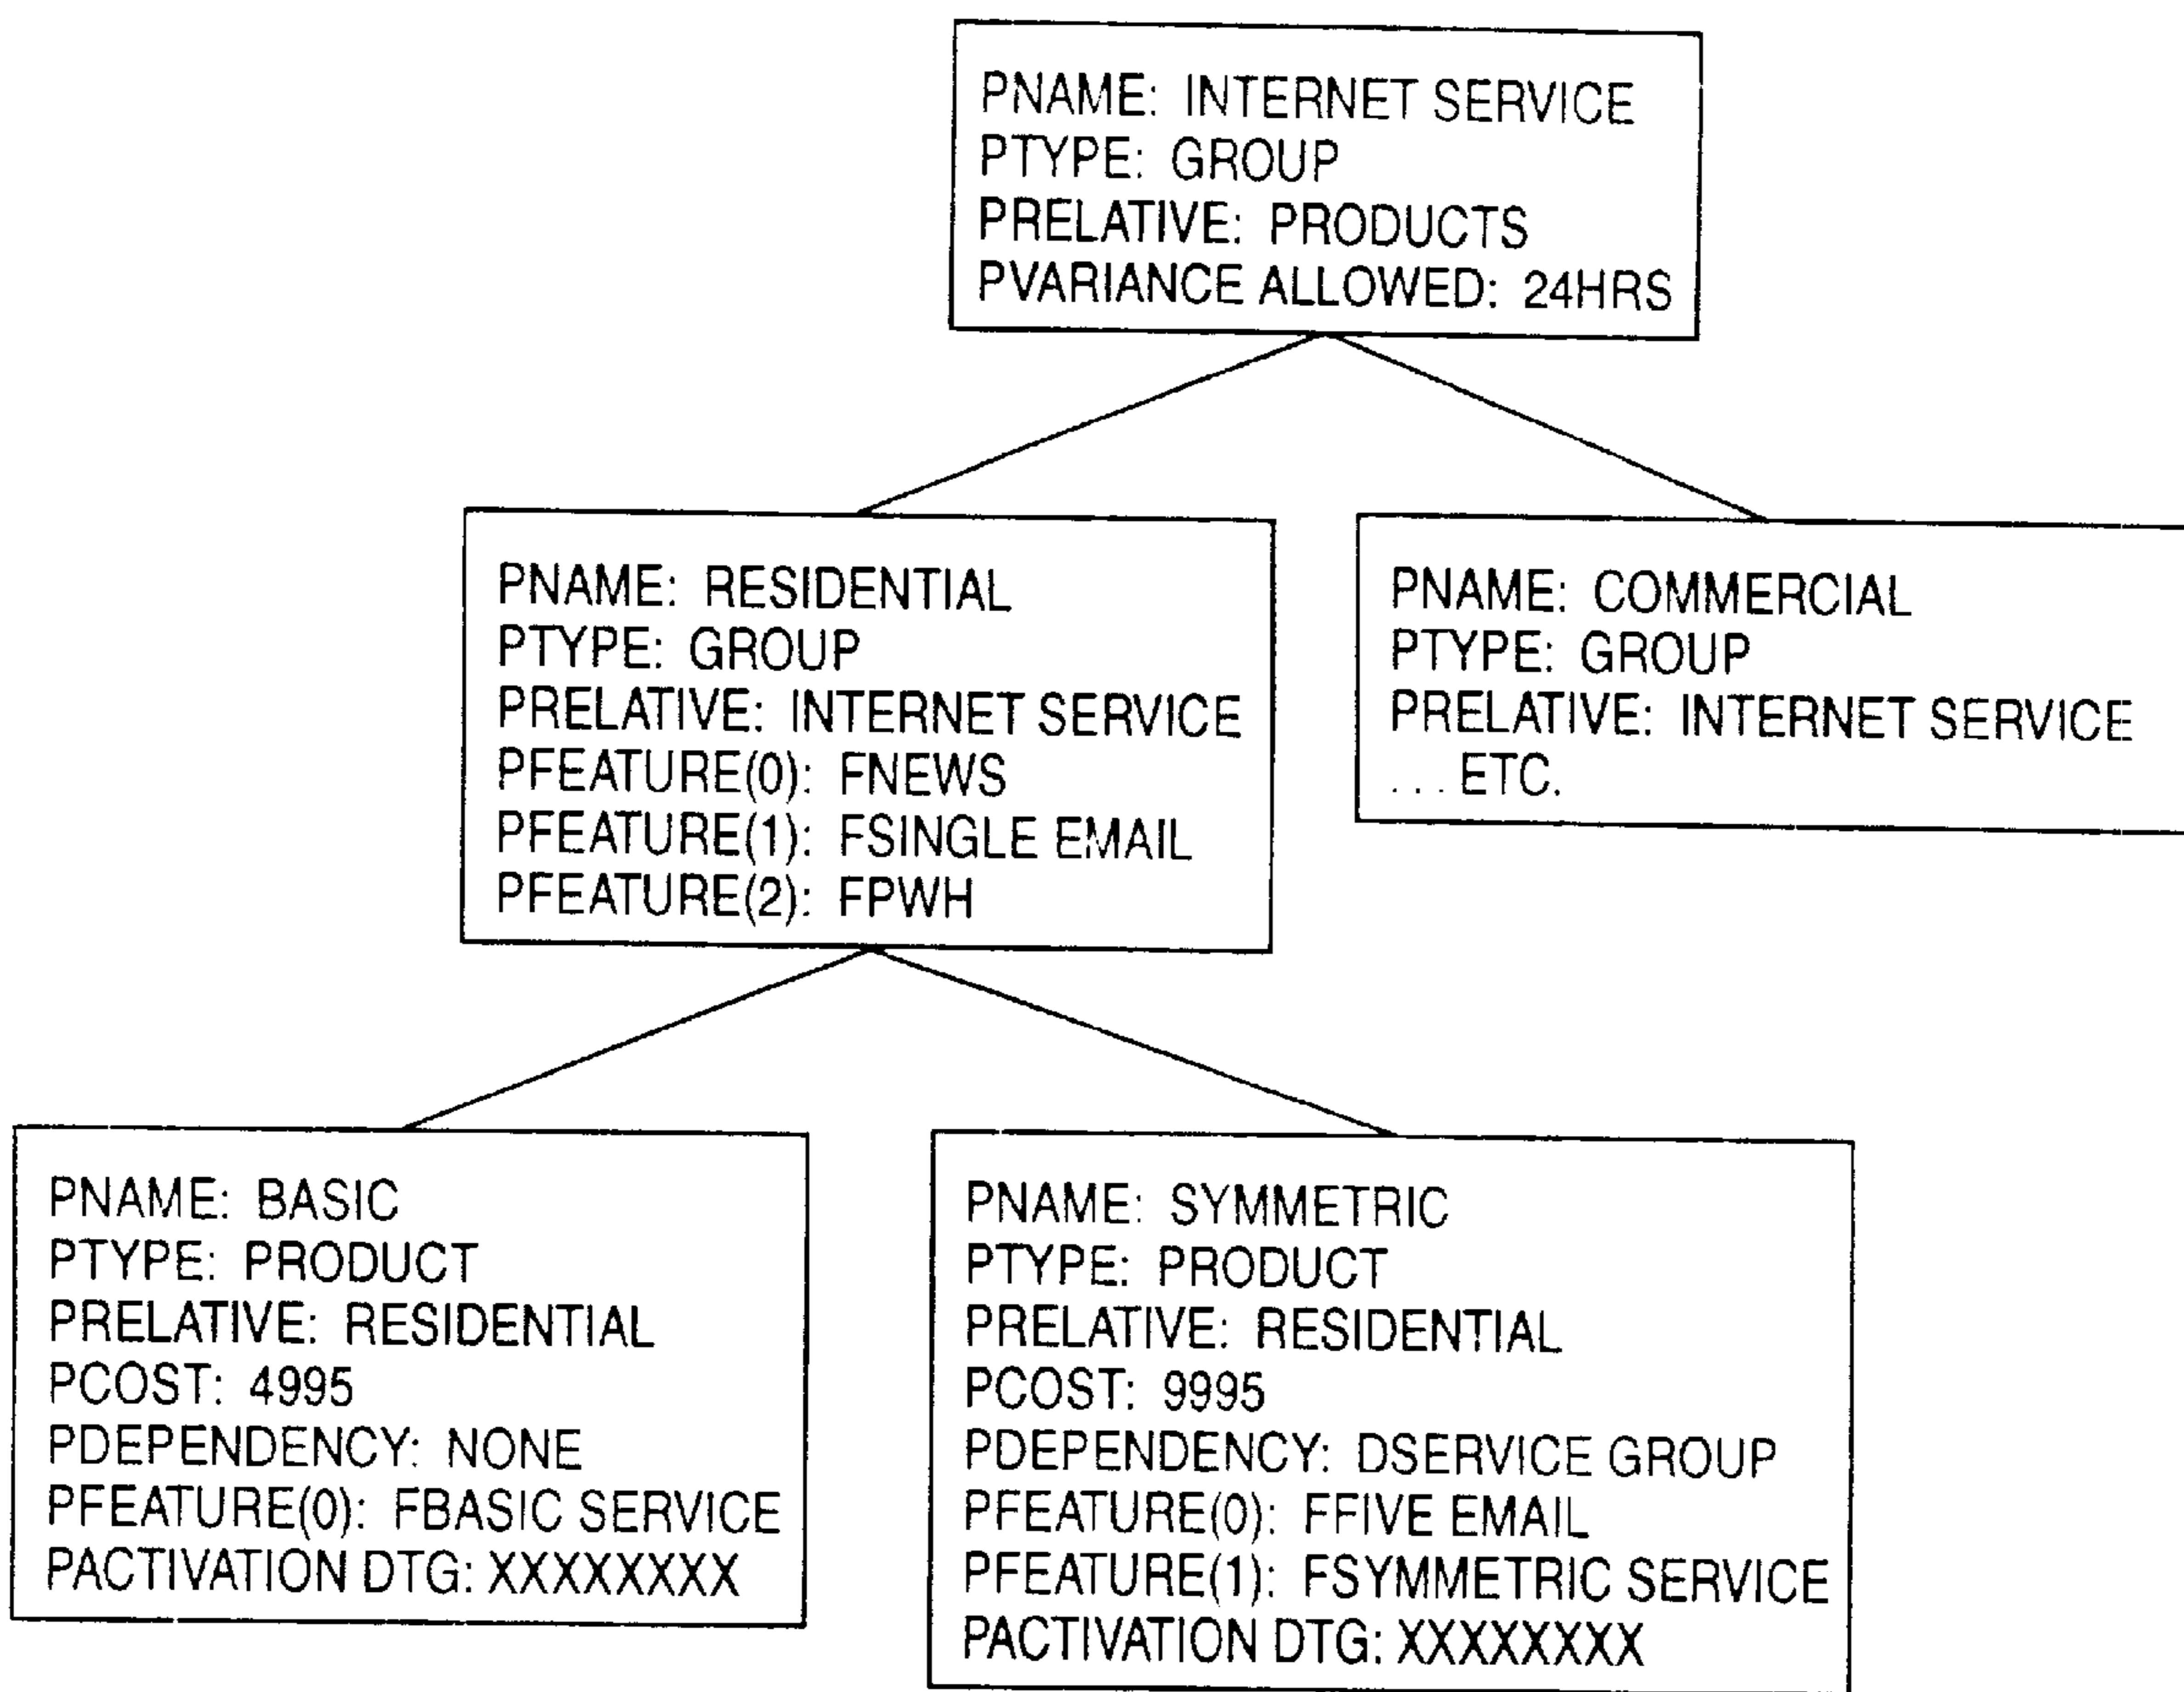 PNAME: INTERNET SERVICE
PTYPE: GROUP
PRELATIVE: PRODUCTS
PVARIANCE ALLOWED: 24HRS
PNAME: RESIDENTIAL
PTYPE: GROUP
PRELATIVE: INTERNET SERVICE
PFEATURE(0): FNEWS
PFEATURE(1): FSINGLE EMAIL
PFEATURE(2): FPWH
PNAME: COMMERCIAL
PTYPE: GROUP
PRELATIVE: INTERNET SERVICE
... ETC.
PNAME: BASIC
PTYPE: PRODUCT
PRELATIVE: RESIDENTIAL
PCOST: 4995
PDEPENDENCY: NONE
PFEATURE(0): FBASIC SERVICE
PACTIVATION DTG: XXXXXXXX
PNAME: SYMMETRIC
PTYPE: PRODUCT
PRELATIVE: RESIDENTIAL
PCOST: 9995
PDEPENDENCY: DSERVICE GROUP
PFEATURE(0): FFIVE EMAIL
PFEATURE(1): FSYMMETRIC SERVICE
PACTIVATION DTG: XXXXXXXX